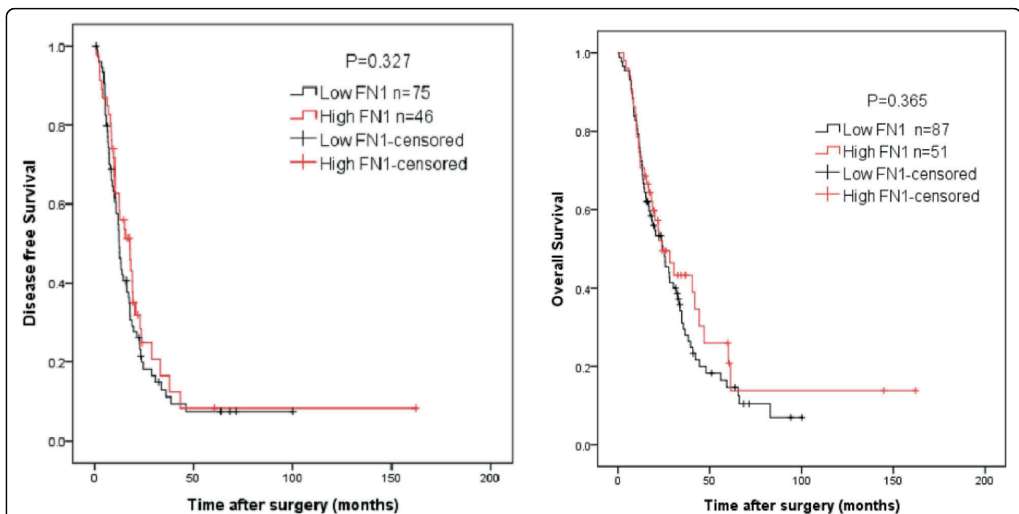 P=0.327
Low FN1 n=75
High FN1 n=46
Low FN1-censored
High FN1-censored
Disease free Survival
1.0
0.8
0.6
0.4
0.2
0.0
0 50 100 150 200
Time after surgery (months)
P=0.365
Low FN1 n=87
High FN1 n=51
Low FN1-censored
High FN1-censored
Overall Survival
1.0
0.8
0.6
0.4
0.2
0.0
0 50 100 150 200
Time after surgery (months)